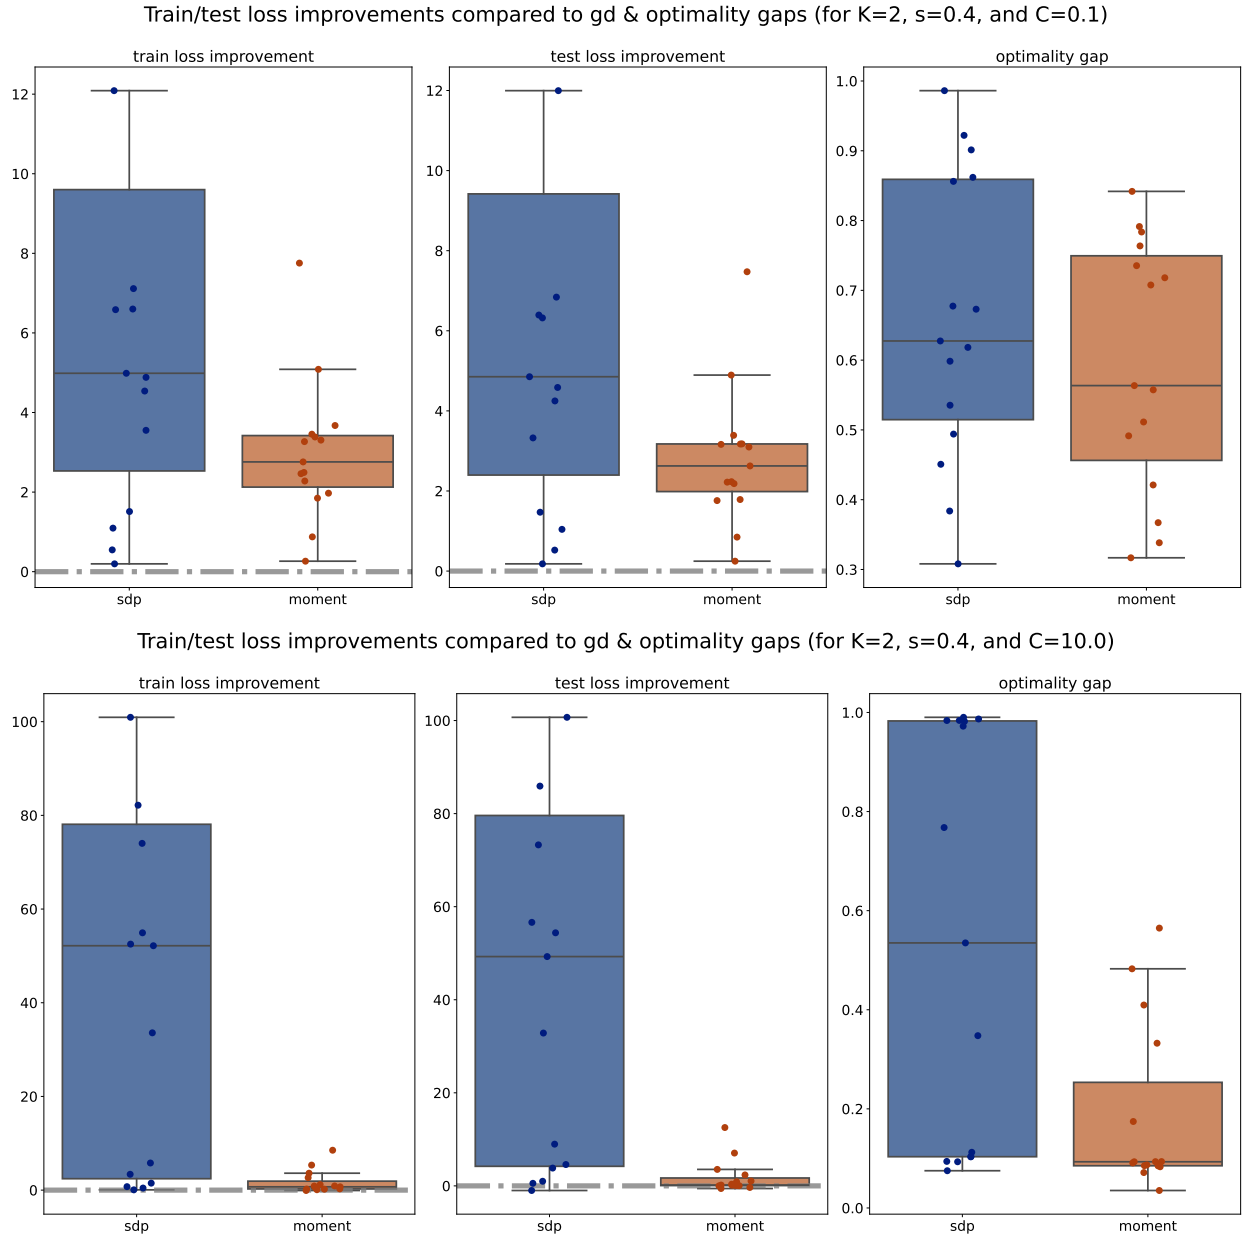 Train/test loss improvements compared to gd & optimality gaps (for K=2, s=0.4, and C=0.1)
train loss improvement
12
10
8
6
4
2
0
sdp
moment
test loss improvement
12
10
8
6
4
2
0
sdp
moment
optimality gap
1.0
0.9
0.8
0.7
0.6
0.5
0.4
0.3
sdp
moment
Train/test loss improvements compared to gd & optimality gaps (for K=2, s=0.4, and C=10.0)
train loss improvement
100
80
60
40
20
0
sdp
moment
test loss improvement
100
80
60
40
20
0
sdp
moment
optimality gap
1.0
0.8
0.6
0.4
0.2
0.0
sdp
moment